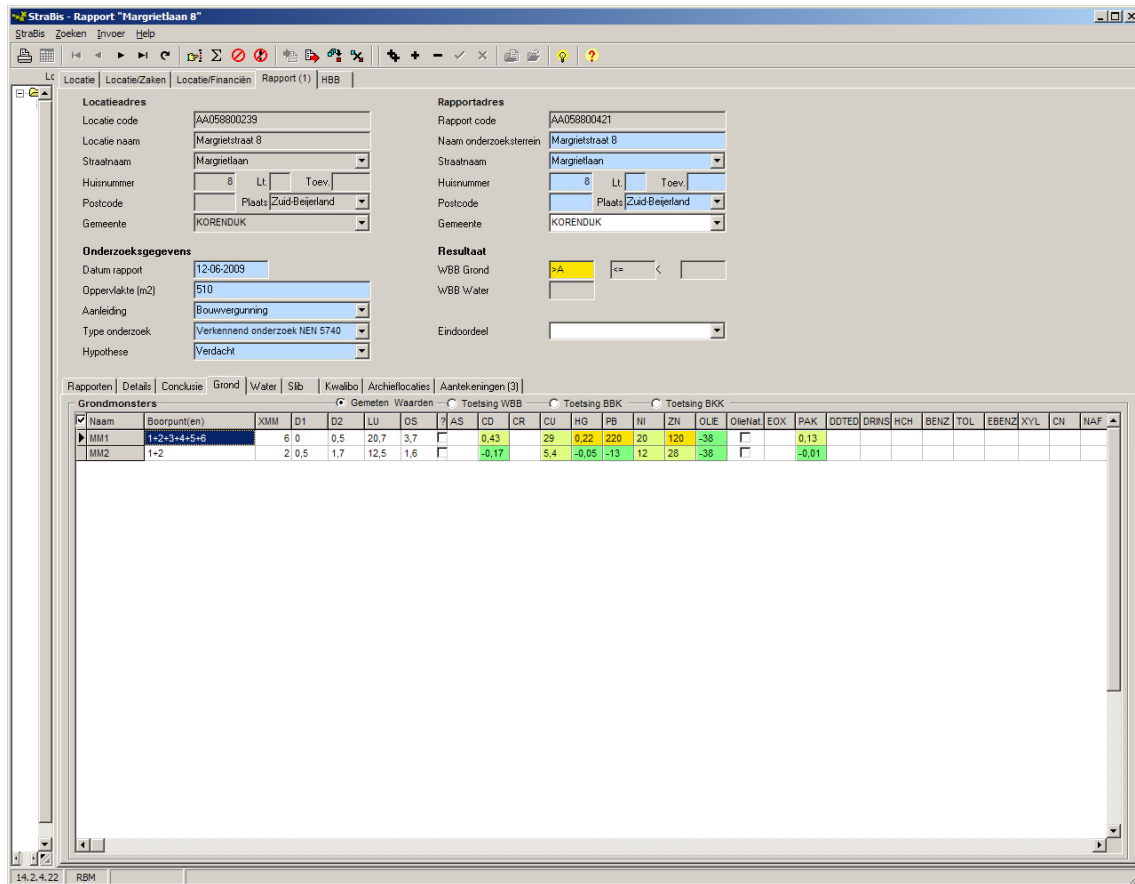 StraBis - Rapport "Margrietlaan 8"
StraBis Zoeken Invoer Help
Lc Locatie Locatie/Zaken Locatie/Financiën Rapport (1) HBB
Locatieadres
Locatie code AA058800239
Locatie naam Margrietstraat 8
Straatnaam Margrietlaan
Huisnummer 8 Lt. Toev.
Postcode Plaats Zuid-Beijerland
Gemeente KORENDIJK
Rapportadres
Rapport code AA058800421
Naam onderzoeksterrein Margrietstraat 8
Straatnaam Margrietlaan
Huisnummer 8 Lt. Toev.
Postcode Plaats Zuid-Beijerland
Gemeente KORENDIJK
Onderzoeksgegevens
Datum rapport 12-06-2009
Oppervlakte (m2) 510
Aanleiding Bouwvergunning
Type onderzoek Verkennend onderzoek NEN 5740
Hypothese Verdacht
Resultaat
WBB Grond >A <= <
WBB Water
Eindoordeel
Rapporten Details Conclusie Grond Water Slib Kwalibo Archieflocaties Aantekeningen (3)
Grondmonsters Gemeten Waarden Toetsing WBB Toetsing BBK Toetsing BKK
Naam Boorpunt(en) XMM D1 D2 LU OS ? AS CD CR CU HG PB NI ZN OLIE OlieNat. EOX PAK DDTED DRINS HCH BENZ TOL EBENZ XYL CN NAF
MM1 1+2+3+4+5+6 6 0 0,5 20,7 3,7 0,43 29 0,22 220 20 120 -38 0,13
MM2 1+2 2 0,5 1,7 12,5 1,6 -0,17 5,4 -0,05 -13 12 28 -38 -0,01
14.2.4.22 RBM